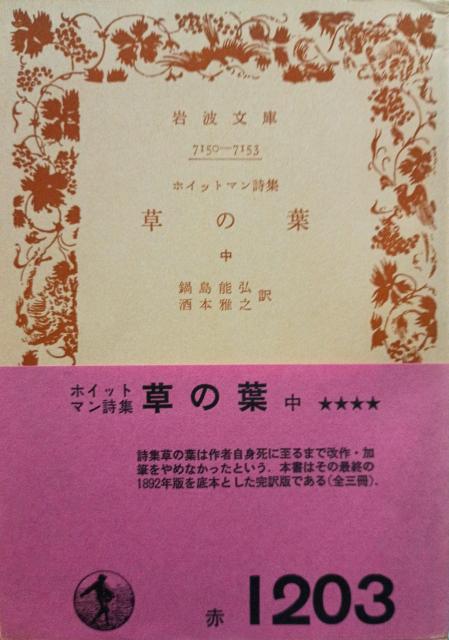 岩波文庫
7150—7153
ホイットマン詩集
草の葉
中
鍋島能弘
酒本雅之 訳
ホイット
マン詩集 草の葉 中 ★★★★
詩集草の葉は作者自身死に至るまで改作・加
筆をやめなかったという．本書はその最終の
1892年版を底本とした完訳版である(全三冊)．
赤 1203